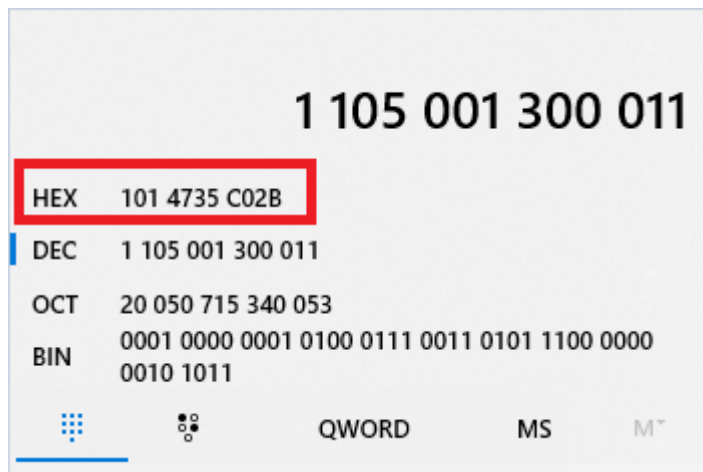 1 105 001 300 011
HEX 101 4735 C02B
DEC 1 105 001 300 011
OCT 20 050 715 340 053
BIN 0001 0000 0001 0100 0111 0011 0101 1100 0000
0010 1011
QWORD MS M